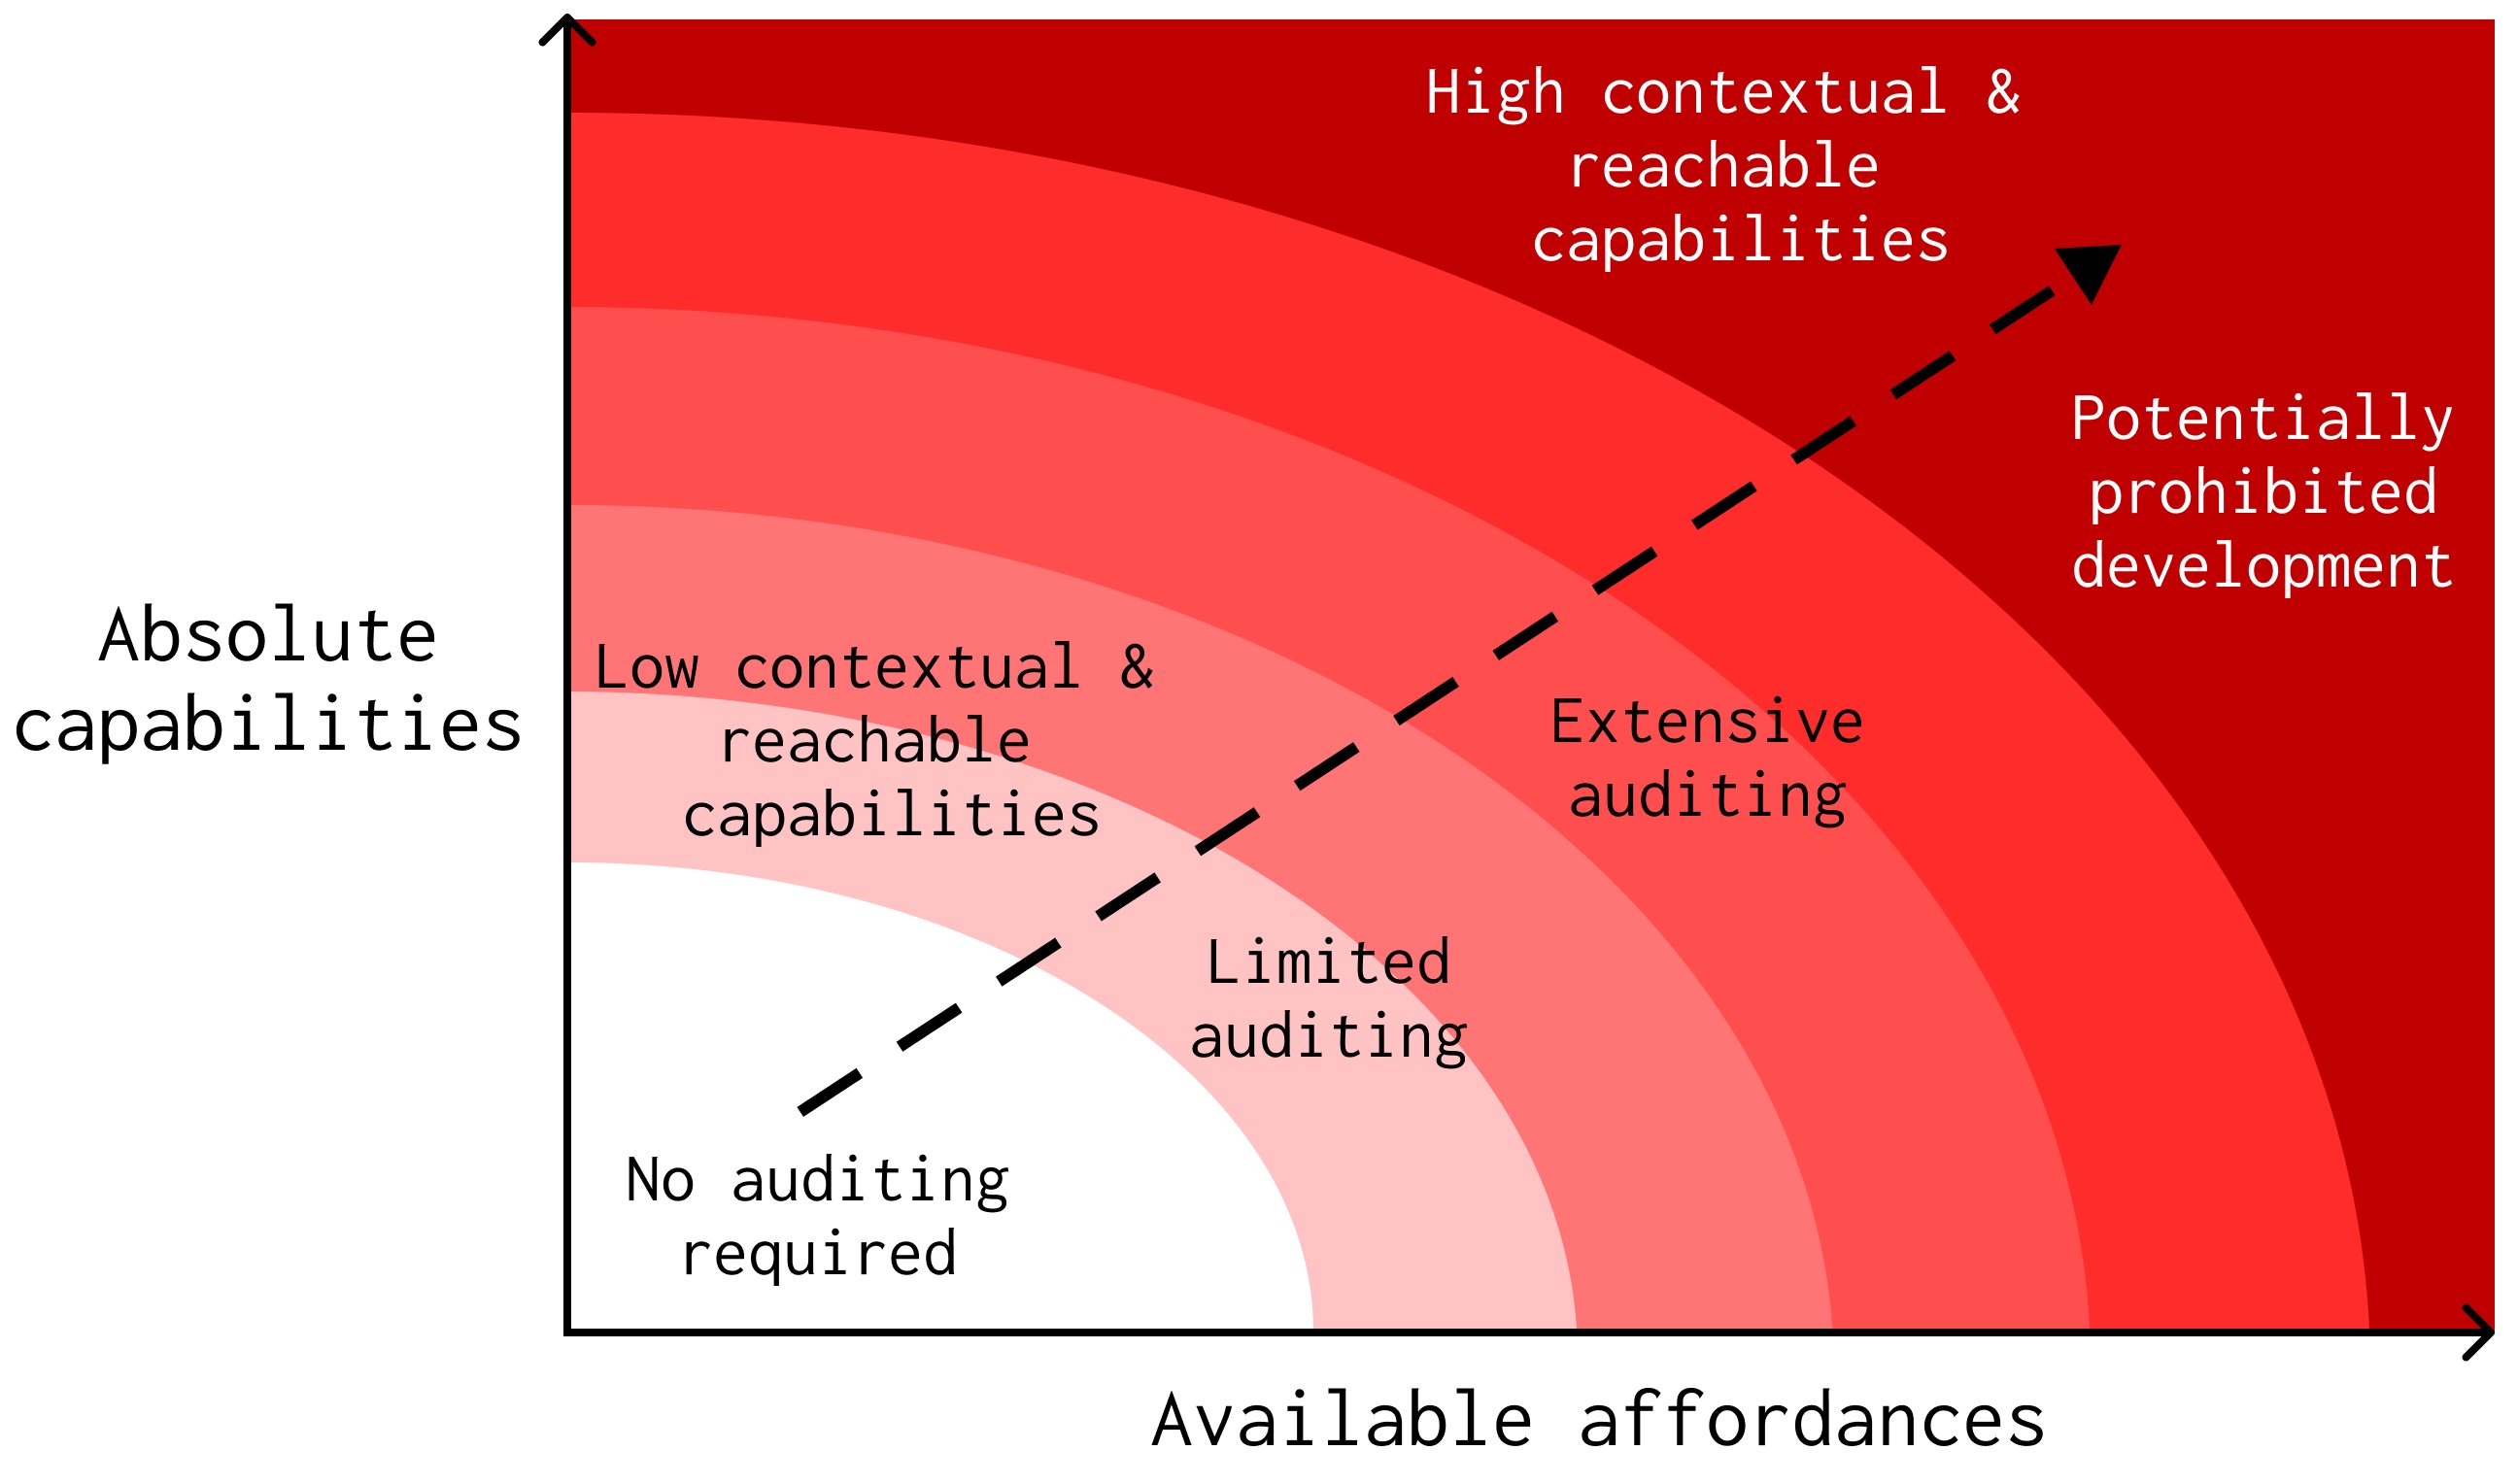 High contextual &
reachable
capabilities
Potentially
prohibited
development
Absolute
capabilities
Low contextual &
reachable
capabilities
Extensive
auditing
Limited
auditing
No auditing
required
Available affordances